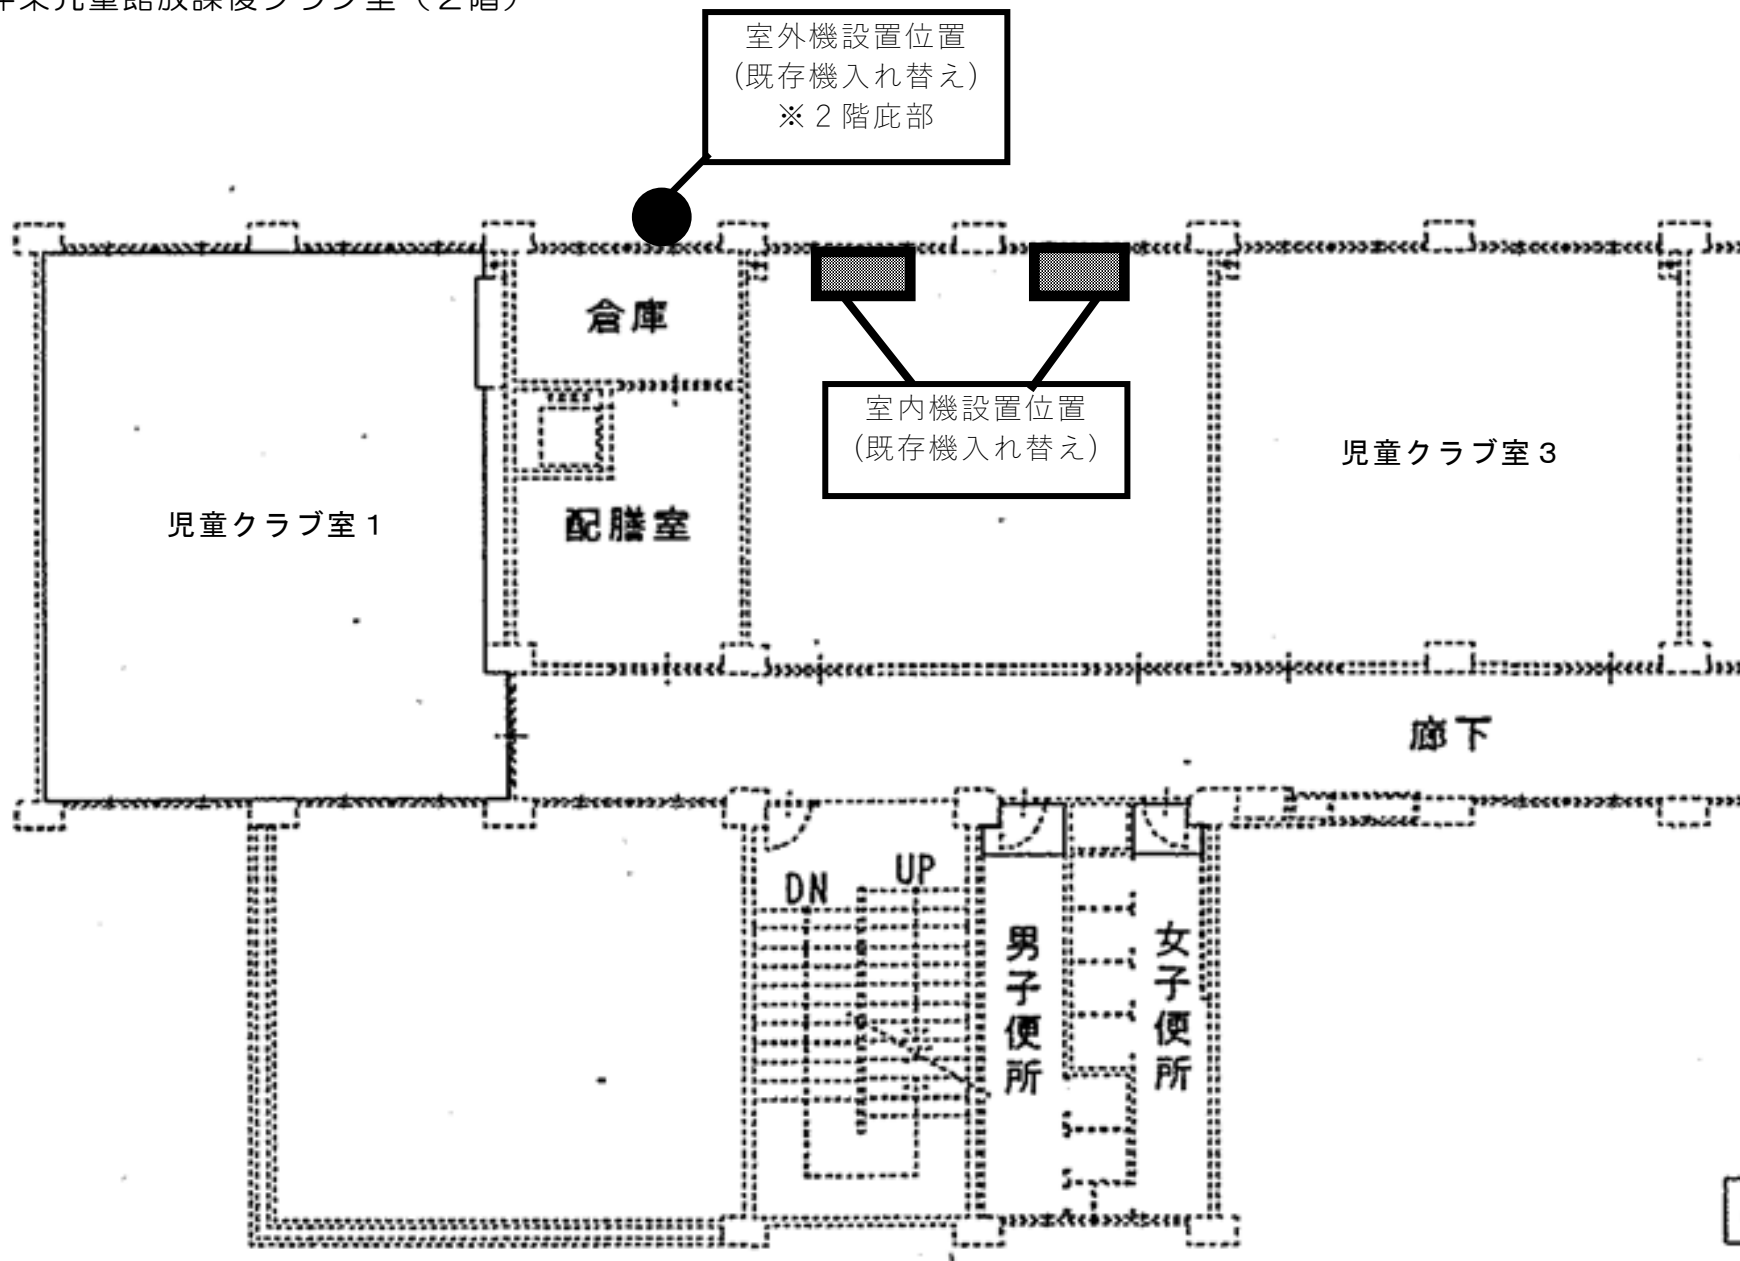 児童館放課後クラブ室（２階）
室外機設置位置
(既存機入れ替え)
※２階庇部
倉庫
室内機設置位置
(既存機入れ替え)
児童クラブ室３
児童クラブ室１
配膳室
廊下
DN
UP
男子便所
女子便所